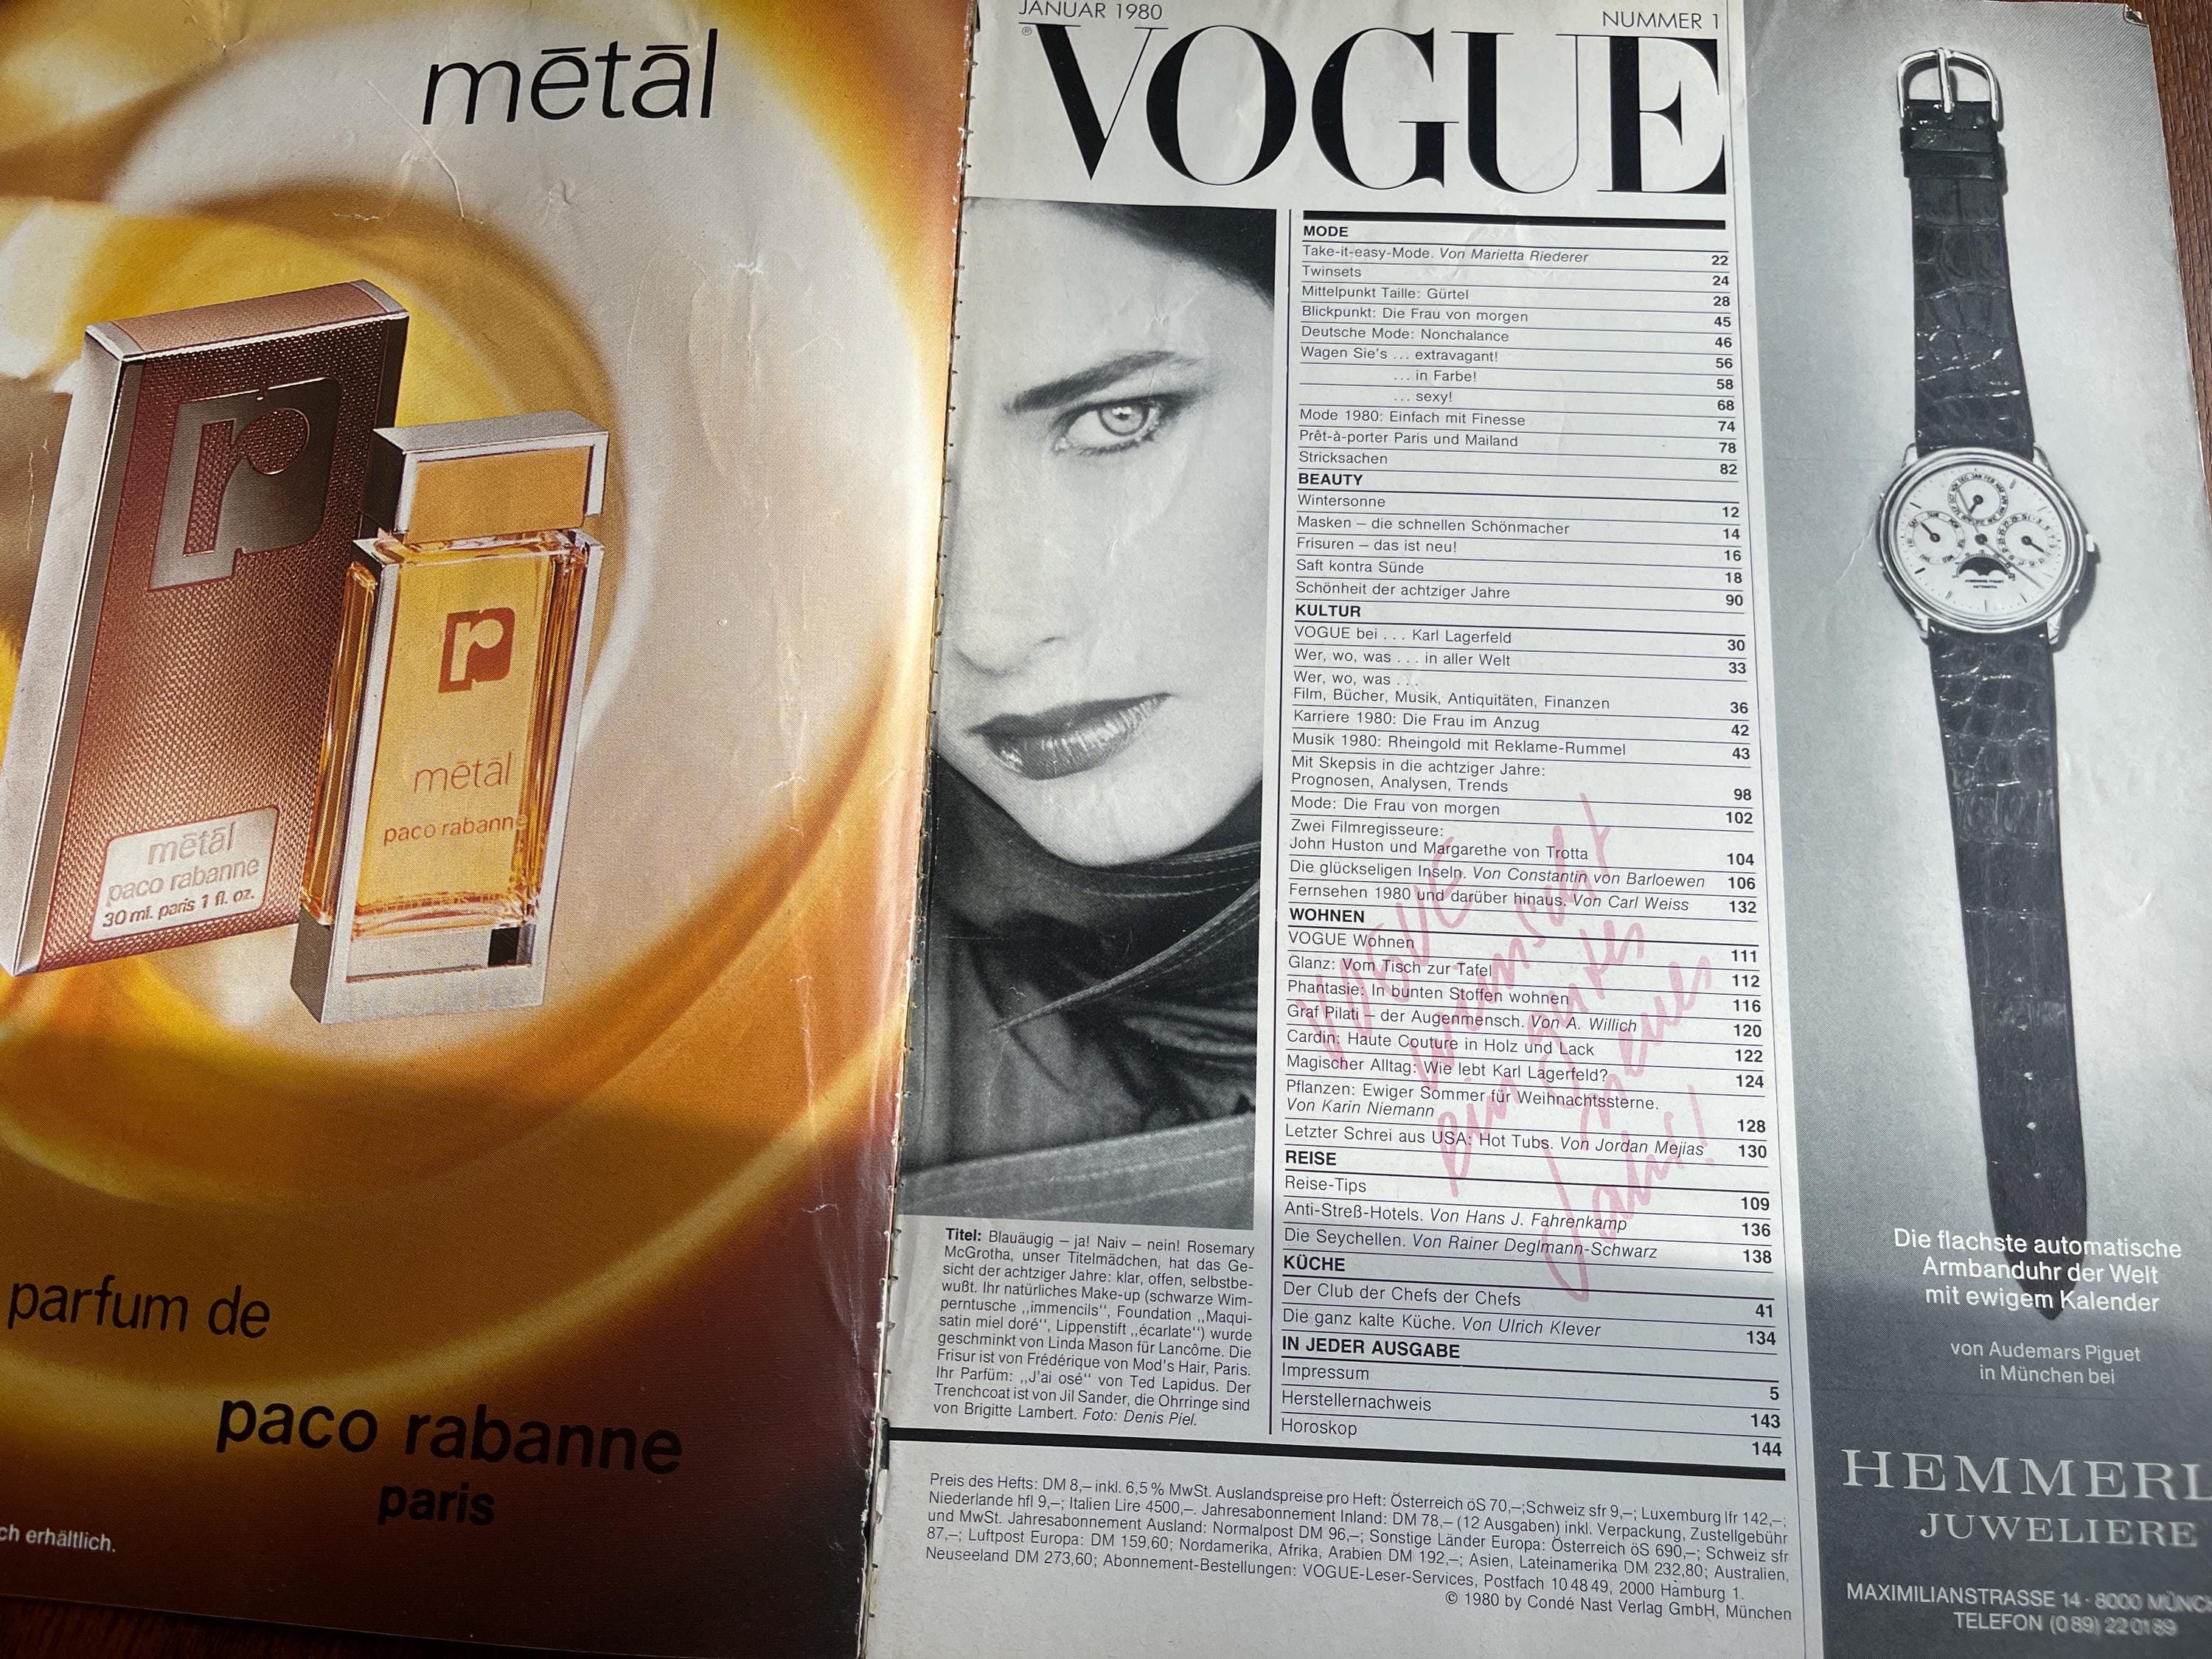 mētāl
r
mētāl
paco rabanne
30 ml. paris 1 fl. oz.
r
mētāl
paco rabanne
parfum de
paco rabanne
paris
ch erhältlich.
JANUAR 1980
NUMMER 1
®
VOGUE
MODE
Take-it-easy-Mode. Von Marietta Riederer 22
Twinsets 24
Mittelpunkt Taille: Gürtel 28
Blickpunkt: Die Frau von morgen 45
Deutsche Mode: Nonchalance 46
Wagen Sie's ... extravagant! 56
... in Farbe! 58
... sexy! 68
Mode 1980: Einfach mit Finesse 74
Prêt-à-porter Paris und Mailand 78
Stricksachen 82
BEAUTY
Wintersonne 12
Masken – die schnellen Schönmacher 14
Frisuren – das ist neu! 16
Saft kontra Sünde 18
Schönheit der achtziger Jahre 90
KULTUR
VOGUE bei . . . Karl Lagerfeld 30
Wer, wo, was . . . in aller Welt 33
Wer, wo, was . . .
Film, Bücher, Musik, Antiquitäten, Finanzen 36
Karriere 1980: Die Frau im Anzug 42
Musik 1980: Rheingold mit Reklame-Rummel 43
Mit Skepsis in die achtziger Jahre:
Prognosen, Analysen, Trends 98
Mode: Die Frau von morgen 102
Zwei Filmregisseure:
John Huston und Margarethe von Trotta 104
Die glückseligen Inseln. Von Constantin von Barloewen 106
Fernsehen 1980 und darüber hinaus. Von Carl Weiss 132
WOHNEN
VOGUE Wohnen 111
Glanz: Vom Tisch zur Tafel 112
Phantasie: In bunten Stoffen wohnen 116
Graf Pilati – der Augenmensch. Von A. Willich 120
Cardin: Haute Couture in Holz und Lack 122
Magischer Alltag: Wie lebt Karl Lagerfeld? 124
Pflanzen: Ewiger Sommer für Weihnachtssterne.
Von Karin Niemann 128
Letzter Schrei aus USA: Hot Tubs. Von Jordan Mejias 130
REISE
Reise-Tips 109
Anti-Streß-Hotels. Von Hans J. Fahrenkamp 136
Die Seychellen. Von Rainer Deglmann-Schwarz 138
KÜCHE
Der Club der Chefs der Chefs 41
Die ganz kalte Küche. Von Ulrich Klever 134
IN JEDER AUSGABE
Impressum 5
Herstellernachweis 143
Horoskop 144
VOGUE
wünscht
ein gutes
neues
Jahr!
Titel: Blauäugig – ja! Naiv – nein! Rosemary
McGrotha, unser Titelmädchen, hat das Ge-
sicht der achtziger Jahre: klar, offen, selbstbe-
wußt. Ihr natürliches Make-up (schwarze Wim-
perntusche „immencils“, Foundation „Maqui-
satin miel doré“, Lippenstift „écarlate“) wurde
geschminkt von Linda Mason für Lancôme. Die
Frisur ist von Frédérique von Mod's Hair, Paris.
Ihr Parfüm: „J'ai osé“ von Ted Lapidus. Der
Trenchcoat ist von Jil Sander, die Ohrringe sind
von Brigitte Lambert. Foto: Denis Piel.
Preis des Hefts: DM 8,– inkl. 6,5 % MwSt. Auslandspreise pro Heft: Österreich öS 70,–; Schweiz sfr 9,–; Luxemburg lfr 142,–;
Niederlande hfl 9,–; Italien Lire 4500,–. Jahresabonnement Inland: DM 78,– (12 Ausgaben) inkl. Verpackung, Zustellgebühr
und MwSt. Jahresabonnement Ausland: Normalpost DM 96,–; Sonstige Länder Europa: Österreich öS 690,–; Schweiz sfr
87,–; Luftpost Europa: DM 159,60; Nordamerika, Afrika, Arabien DM 192,–; Asien, Lateinamerika DM 232,80; Australien,
Neuseeland DM 273,60; Abonnement-Bestellungen: VOGUE-Leser-Services, Postfach 10 48 49, 2000 Hamburg 1.
© 1980 by Condé Nast Verlag GmbH, München
Die flachste automatische
Armbanduhr der Welt
mit ewigem Kalender
von Audemars Piguet
in München bei
HEMMERL
JUWELIERE
MAXIMILIANSTRASSE 14 · 8000 MÜNC
TELEFON (0 89) 22 01 89